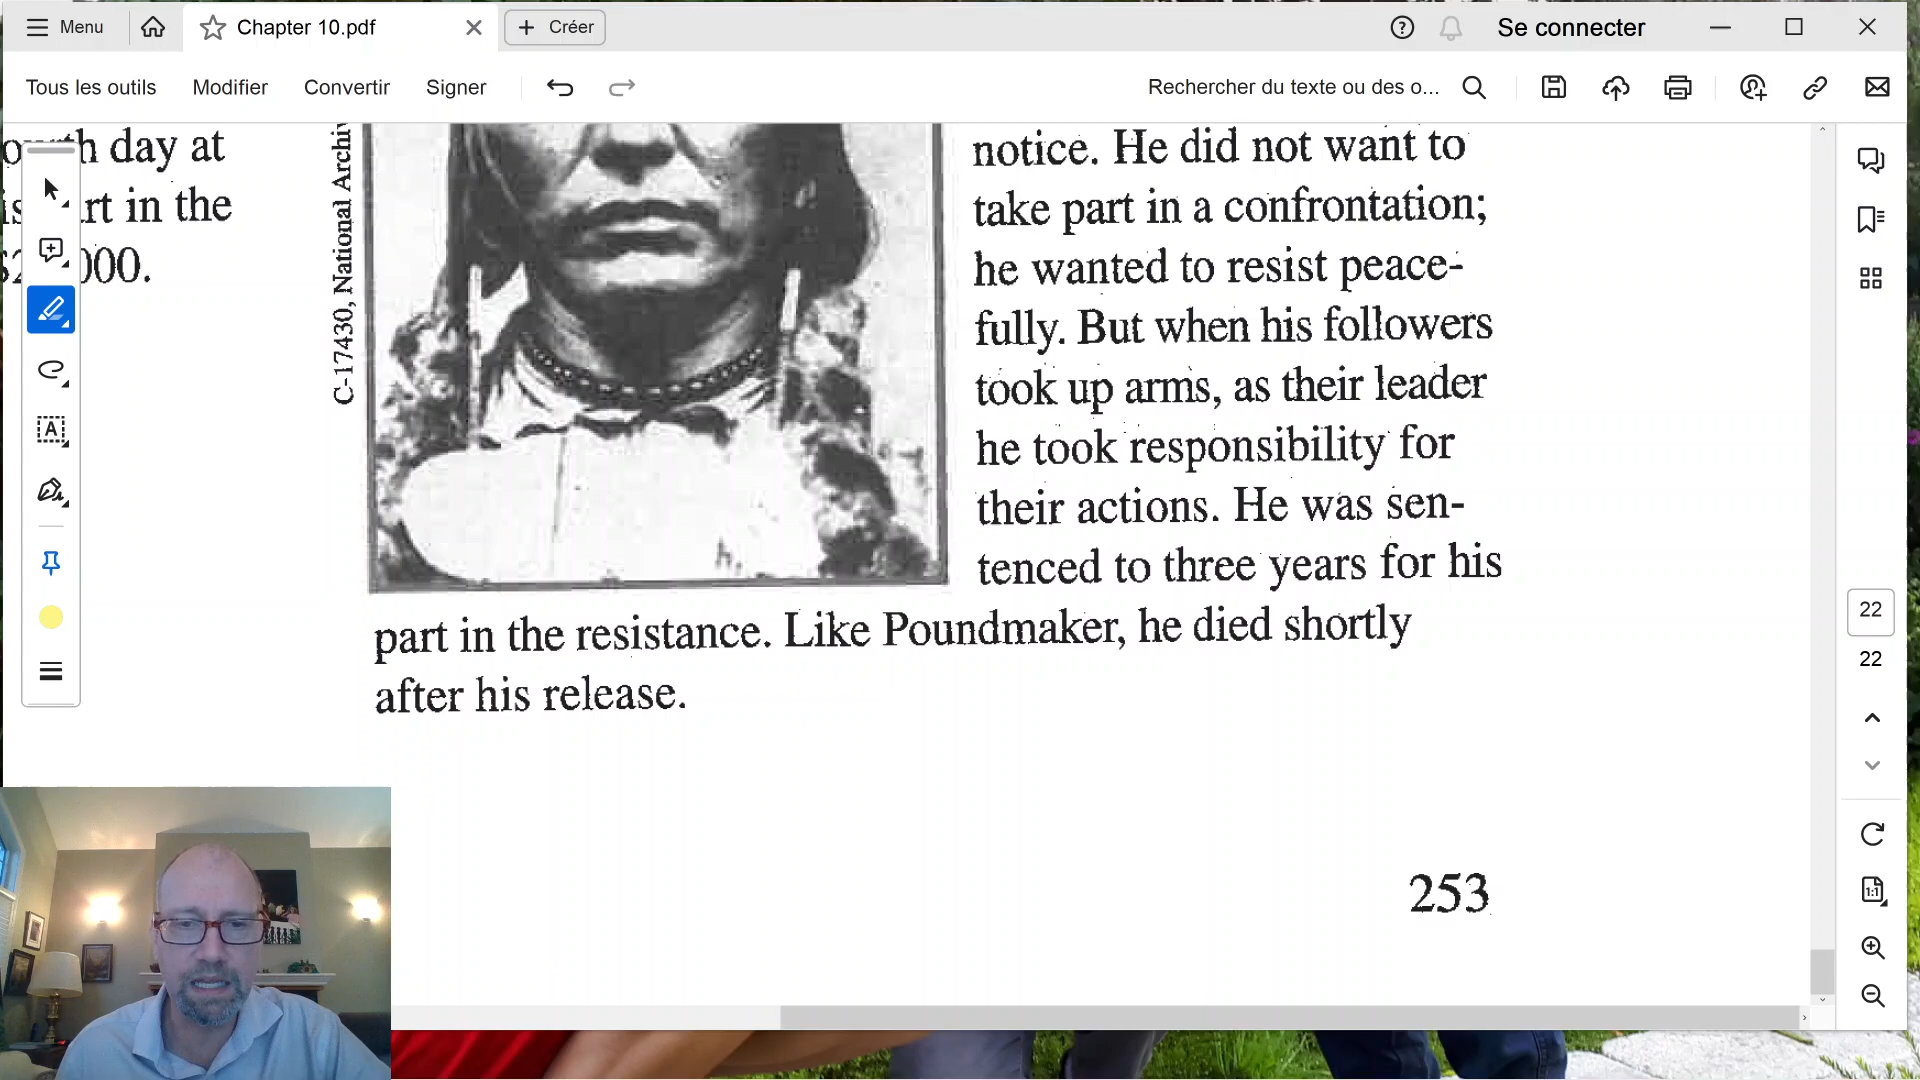 Menu
Chapter 10.pdf
Créer
Se connecter
Tous les outils
Modifier
Convertir
Signer
Rechercher du texte ou des o...
day at
in the
000.
C-17430, National
notice. He did not want to
take part in a confrontation;
he wanted to resist peace-
fully. But when his followers
took up arms, as their leader
he took responsibility for
their actions. He was sen-
tenced to three years for his
part in the resistance. Like Poundmaker, he died shortly
after his release.
253
22
22